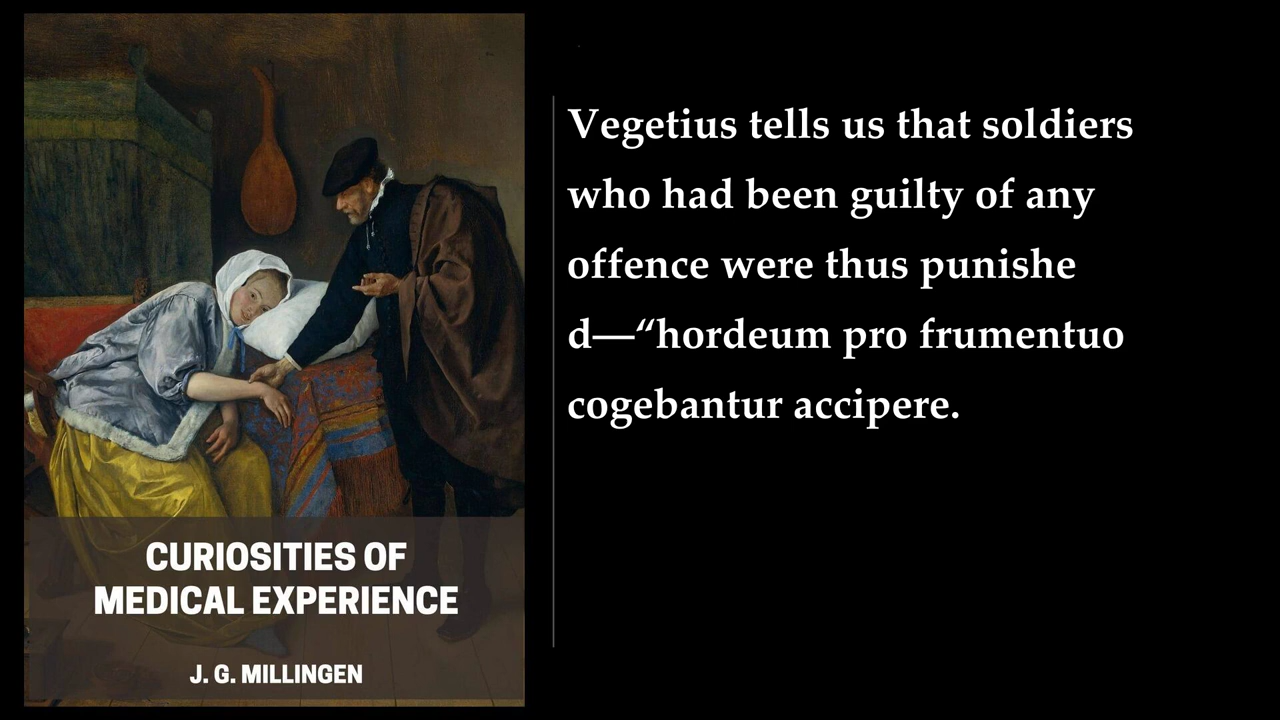 Vegetius tells us that soldiers
who had been guilty of any
offence were thus punishe
d—“hordeum pro frumentuo
cogebantur accipere.
CURIOSITIES OF
MEDICAL EXPERIENCE
J. G. MILLINGEN